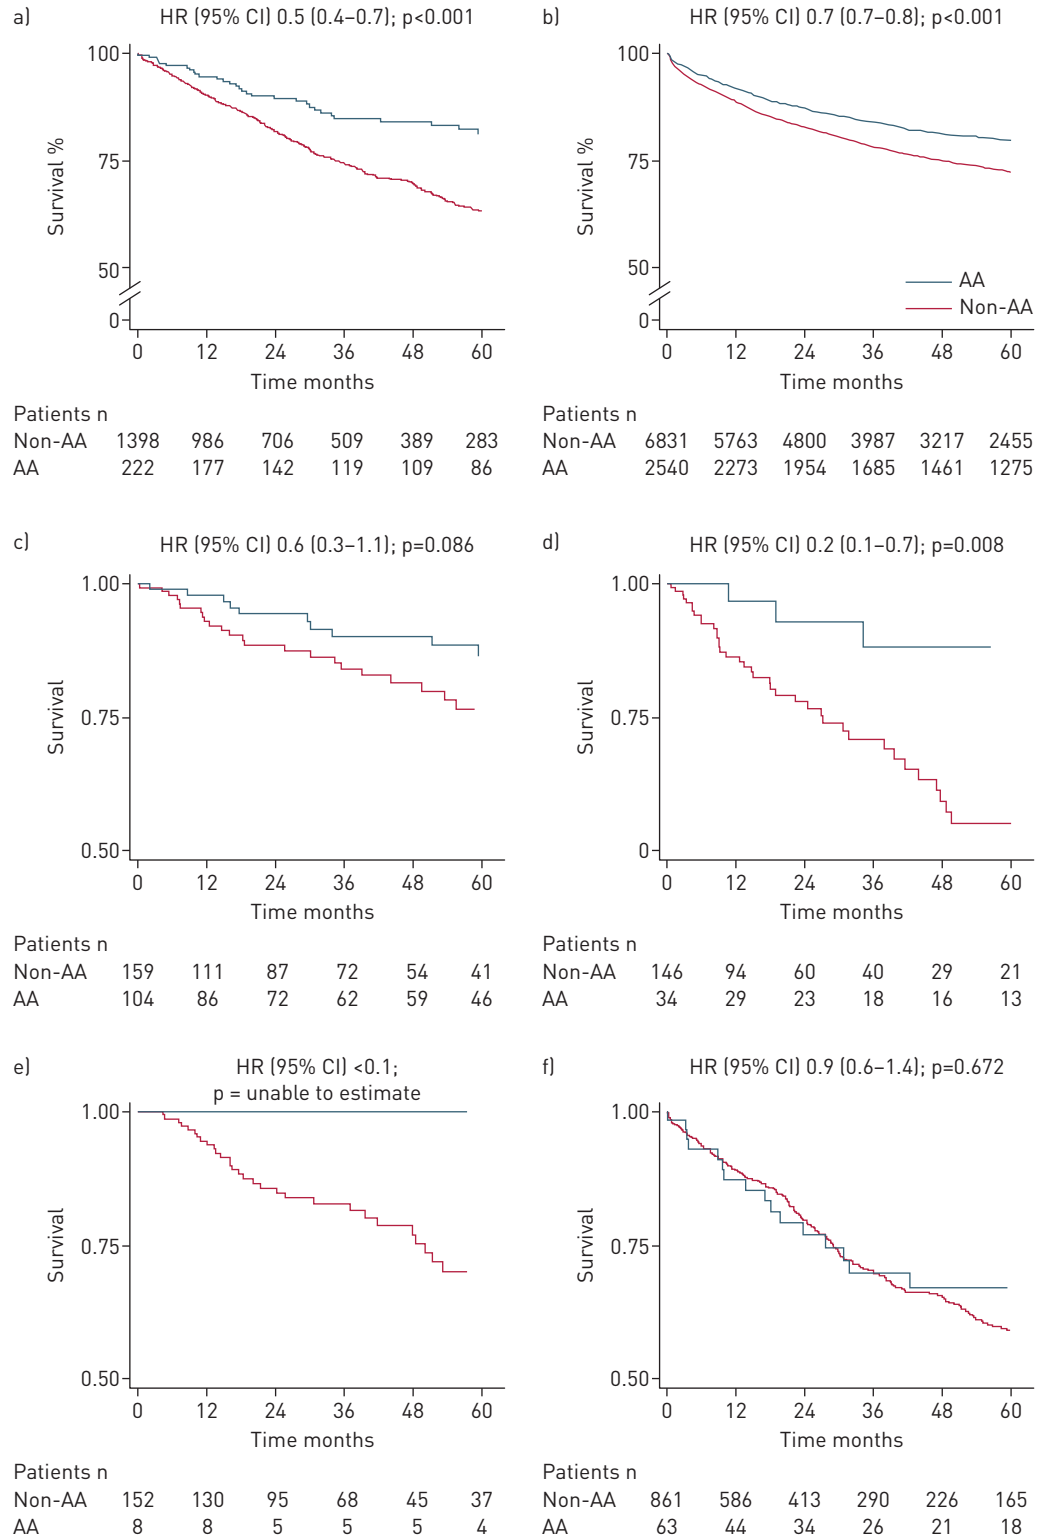 a)
HR (95% CI) 0.5 (0.4–0.7); p<0.001
100
75
50
0
Survival %
0 12 24 36 48 60
Time months
Patients n
Non-AA 1398 986 706 509 389 283
AA 222 177 142 119 109 86
b)
HR (95% CI) 0.7 (0.7–0.8); p<0.001
100
75
50
0
Survival %
AA
Non-AA
0 12 24 36 48 60
Time months
Patients n
Non-AA 6831 5763 4800 3987 3217 2455
AA 2540 2273 1954 1685 1461 1275
c)
HR (95% CI) 0.6 (0.3–1.1); p=0.086
1.00
0.75
0.50
Survival
0 12 24 36 48 60
Time months
Patients n
Non-AA 159 111 87 72 54 41
AA 104 86 72 62 59 46
d)
HR (95% CI) 0.2 (0.1–0.7); p=0.008
1.00
0.75
0
Survival
0 12 24 36 48 60
Time months
Patients n
Non-AA 146 94 60 40 29 21
AA 34 29 23 18 16 13
e)
HR (95% CI) <0.1;
p = unable to estimate
1.00
0.75
0.50
Survival
0 12 24 36 48 60
Time months
Patients n
Non-AA 152 130 95 68 45 37
AA 8 8 5 5 5 4
f)
HR (95% CI) 0.9 (0.6–1.4); p=0.672
1.00
0.75
0.50
Survival
0 12 24 36 48 60
Time months
Patients n
Non-AA 861 586 413 290 226 165
AA 63 44 34 26 21 18